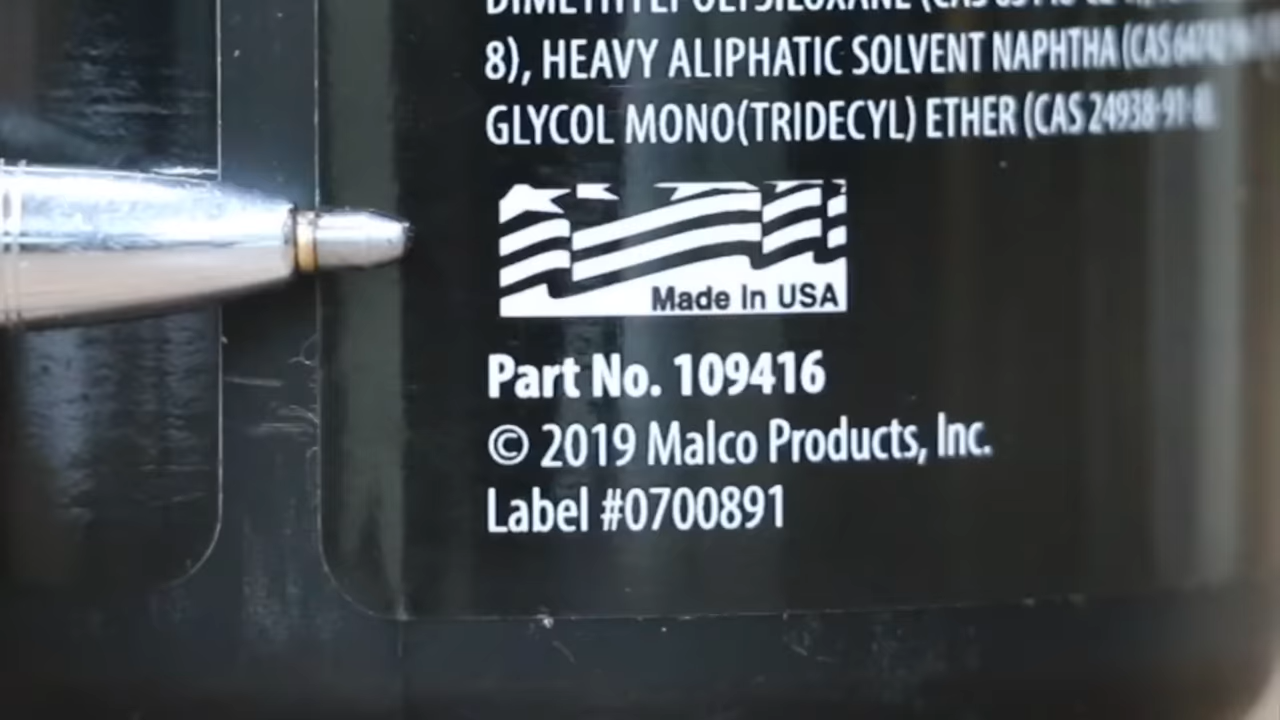 8), HEAVY ALIPHATIC SOLVENT NAPHTHA (CAS
GLYCOL MONO(TRIDECYL) ETHER (CAS 24938-91-8),
Made In USA
Part No. 109416
© 2019 Malco Products, Inc.
Label #0700891